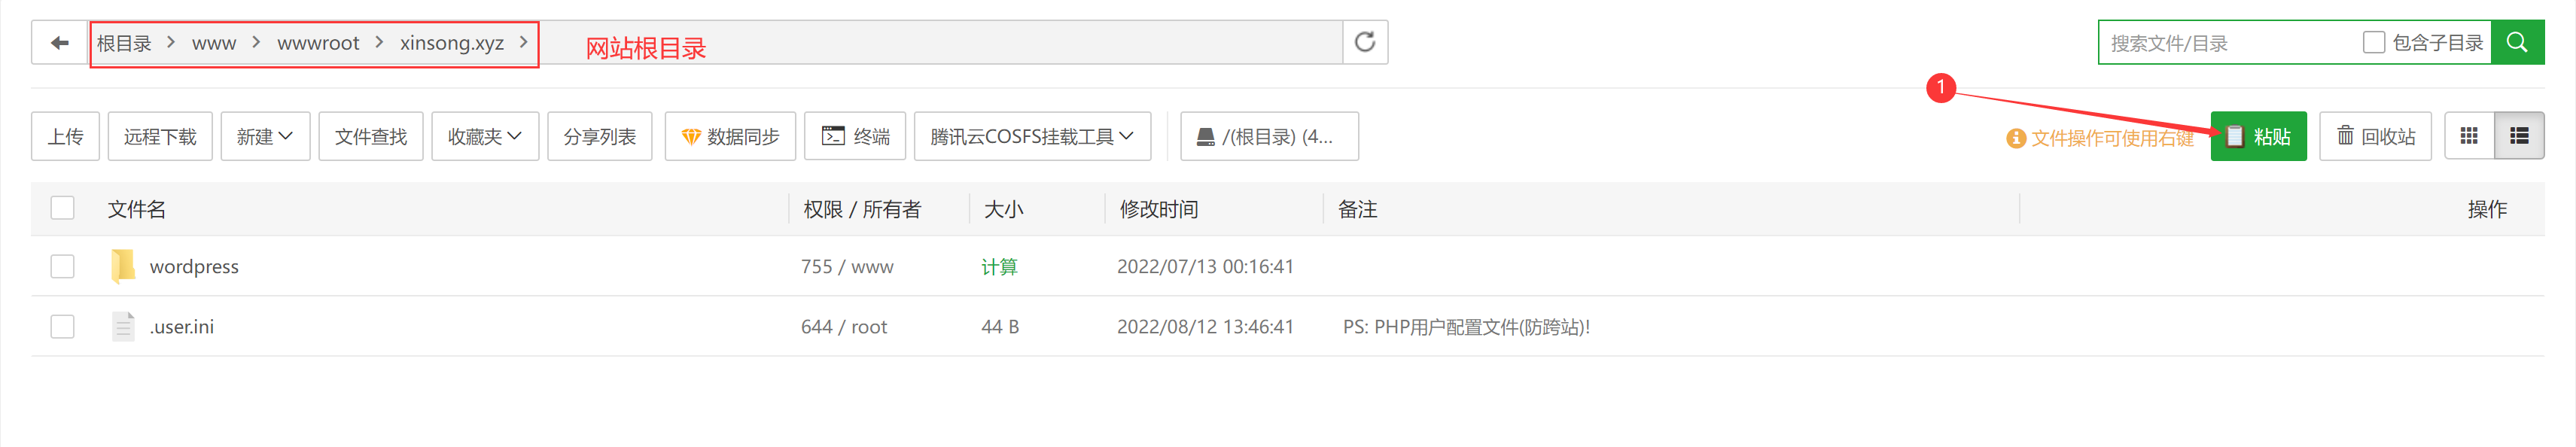 根目录 > www > wwwroot > xinsong.xyz > 网站根目录 搜索文件/目录 包含子目录
1
上传 远程下载 新建 文件查找 收藏夹 分享列表 数据同步 终端 腾讯云COSFS挂载工具 /(根目录) (4... 文件操作可使用右键 粘贴 回收站
文件名 权限 / 所有者 大小 修改时间 备注 操作
wordpress 755 / www 计算 2022/07/13 00:16:41
.user.ini 644 / root 44 B 2022/08/12 13:46:41 PS: PHP用户配置文件(防跨站)!